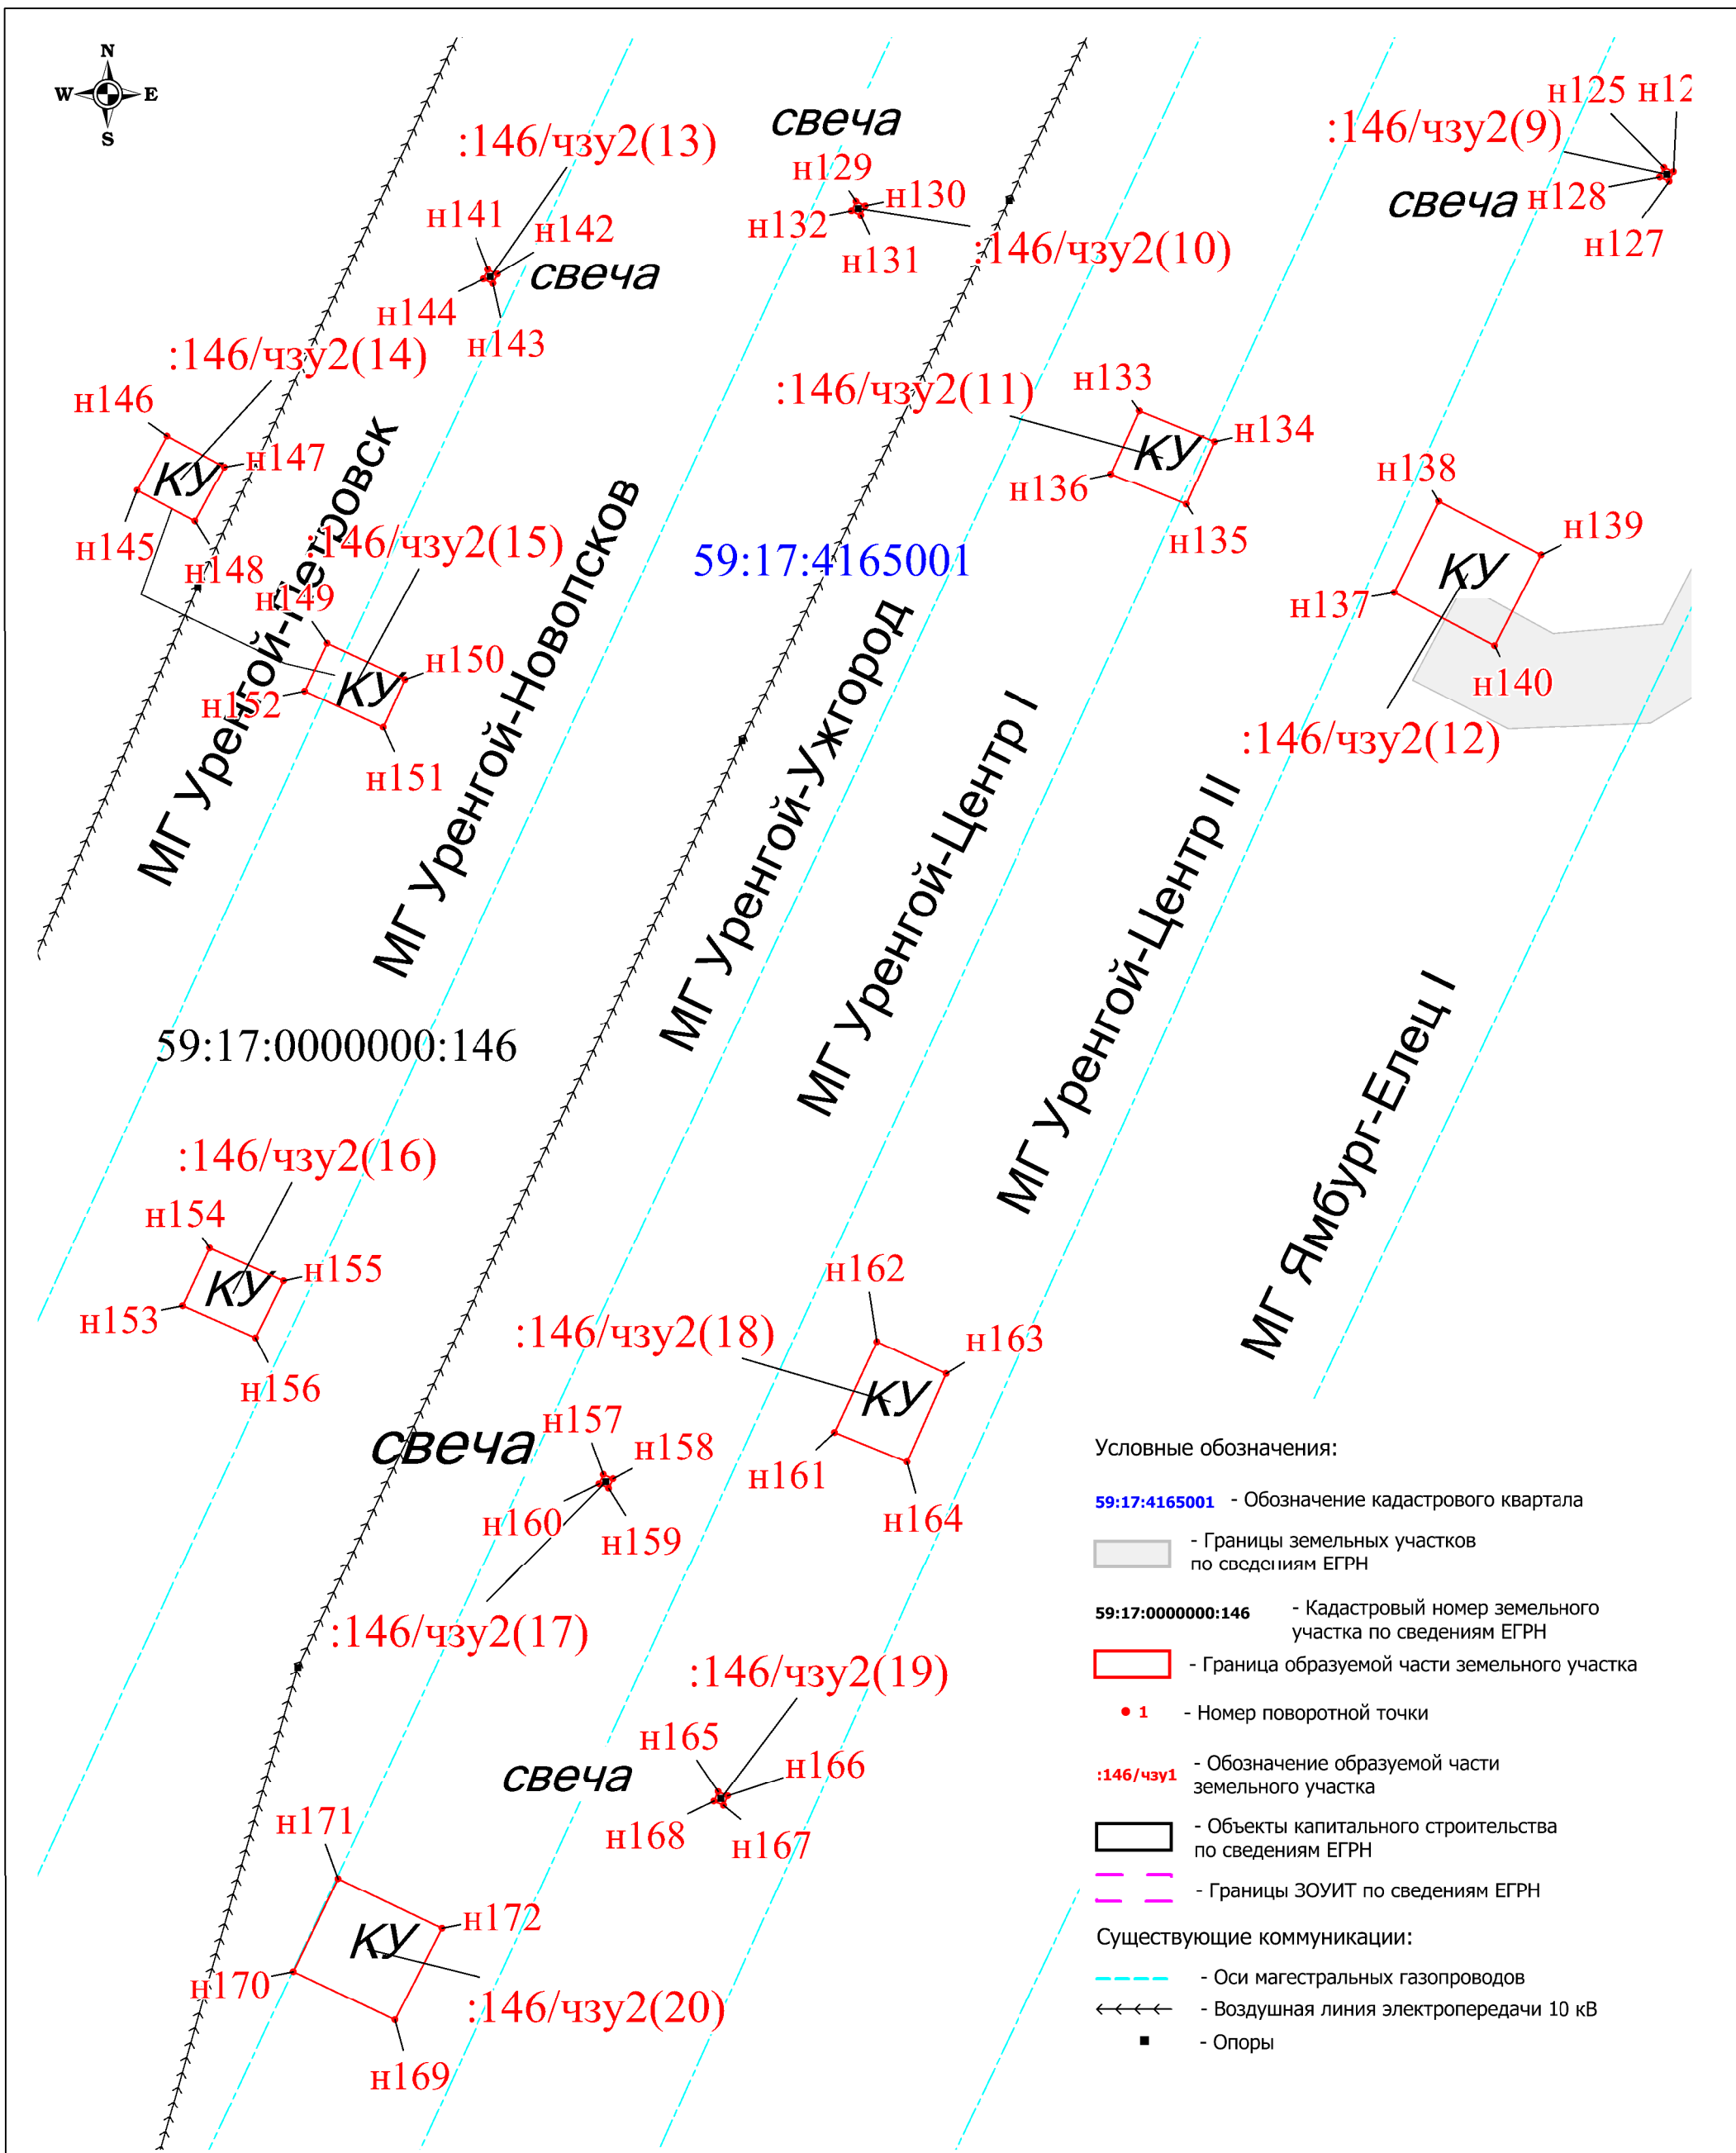 N
W E
S
свеча
:146/чзу2(13)
н141
н142
свеча
н144
н143
н129
н130
н132
н131
:146/чзу2(10)
н125 н12
:146/чзу2(9)
свеча
н128
н127
:146/чзу2(14)
н146
н147
КУ
н145
н148
:146/чзу2(11)
н133
н134
КУ
н136
н135
н138
н139
КУ
н137
н140
:146/чзу2(12)
:146/чзу2(15)
н149
н150
КУ
н152
н151
59:17:4165001
МГ Уренгой-Петровск
МГ Уренгой-Новопсков
МГ Уренгой-Ужгород
МГ Уренгой-Центр I
МГ Уренгой-Центр II
МГ Ямбург-Елец I
59:17:0000000:146
:146/чзу2(16)
н154
н155
КУ
н153
н156
н162
:146/чзу2(18)
н163
КУ
н161
н164
свеча
н157
н158
н160
н159
:146/чзу2(17)
:146/чзу2(19)
н165
н166
свеча
н168
н167
н171
н172
КУ
н170
:146/чзу2(20)
н169
Условные обозначения:
59:17:4165001 - Обозначение кадастрового квартала
- Границы земельных участков
по сведениям ЕГРН
59:17:0000000:146 - Кадастровый номер земельного
участка по сведениям ЕГРН
- Граница образуемой части земельного участка
1 - Номер поворотной точки
:146/чзу1 - Обозначение образуемой части
земельного участка
- Объекты капитального строительства
по сведениям ЕГРН
- Границы ЗОУИТ по сведениям ЕГРН
Существующие коммуникации:
- Оси магестральных газопроводов
- Воздушная линия электропередачи 10 кВ
- Опоры